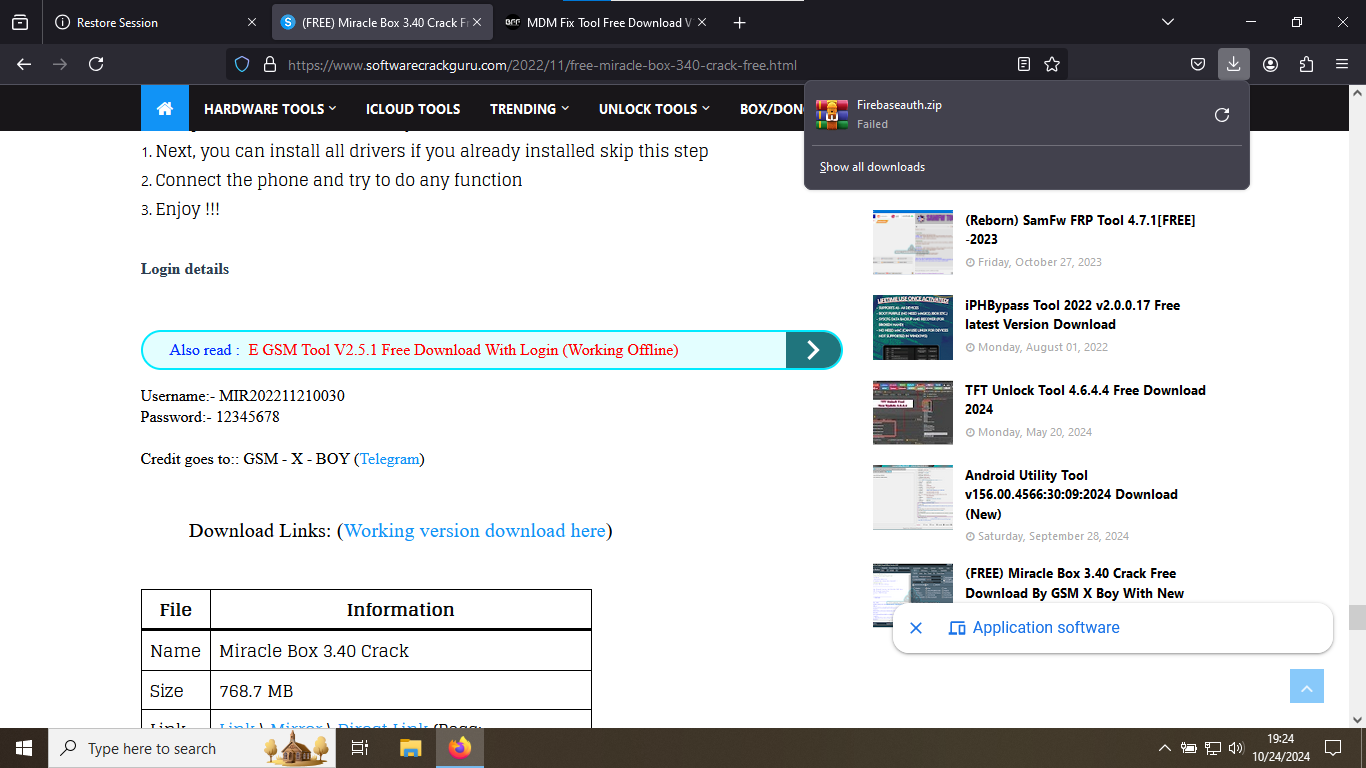 Restore Session
(FREE) Miracle Box 3.40 Crack F
MDM Fix Tool Free Download V
https://www.softwarecrackguru.com/2022/11/free-miracle-box-340-crack-free.html
HARDWARE TOOLS
ICLOUD TOOLS
TRENDING
UNLOCK TOOLS
BOX/DON
Firebaseauth.zip
Failed
Show all downloads
1. Next, you can install all drivers if you already installed skip this step
2. Connect the phone and try to do any function
3. Enjoy !!!
Login details
Also read : E GSM Tool V2.5.1 Free Download With Login (Working Offline)
Username:- MIR202211210030
Password:- 12345678
Credit goes to:: GSM - X - BOY (Telegram)
Download Links: (Working version download here)
File Information
Name Miracle Box 3.40 Crack
Size 768.7 MB
Link Link \ Mirror \ Direct Link (Pass:
(Reborn) SamFw FRP Tool 4.7.1[FREE]
-2023
Friday, October 27, 2023
iPHBypass Tool 2022 v2.0.0.17 Free
latest Version Download
Monday, August 01, 2022
TFT Unlock Tool 4.6.4.4 Free Download
2024
Monday, May 20, 2024
Android Utility Tool
v156.00.4566:30:09:2024 Download
(New)
Saturday, September 28, 2024
(FREE) Miracle Box 3.40 Crack Free
Download By GSM X Boy With New
Application software
Type here to search
19:24
10/24/2024